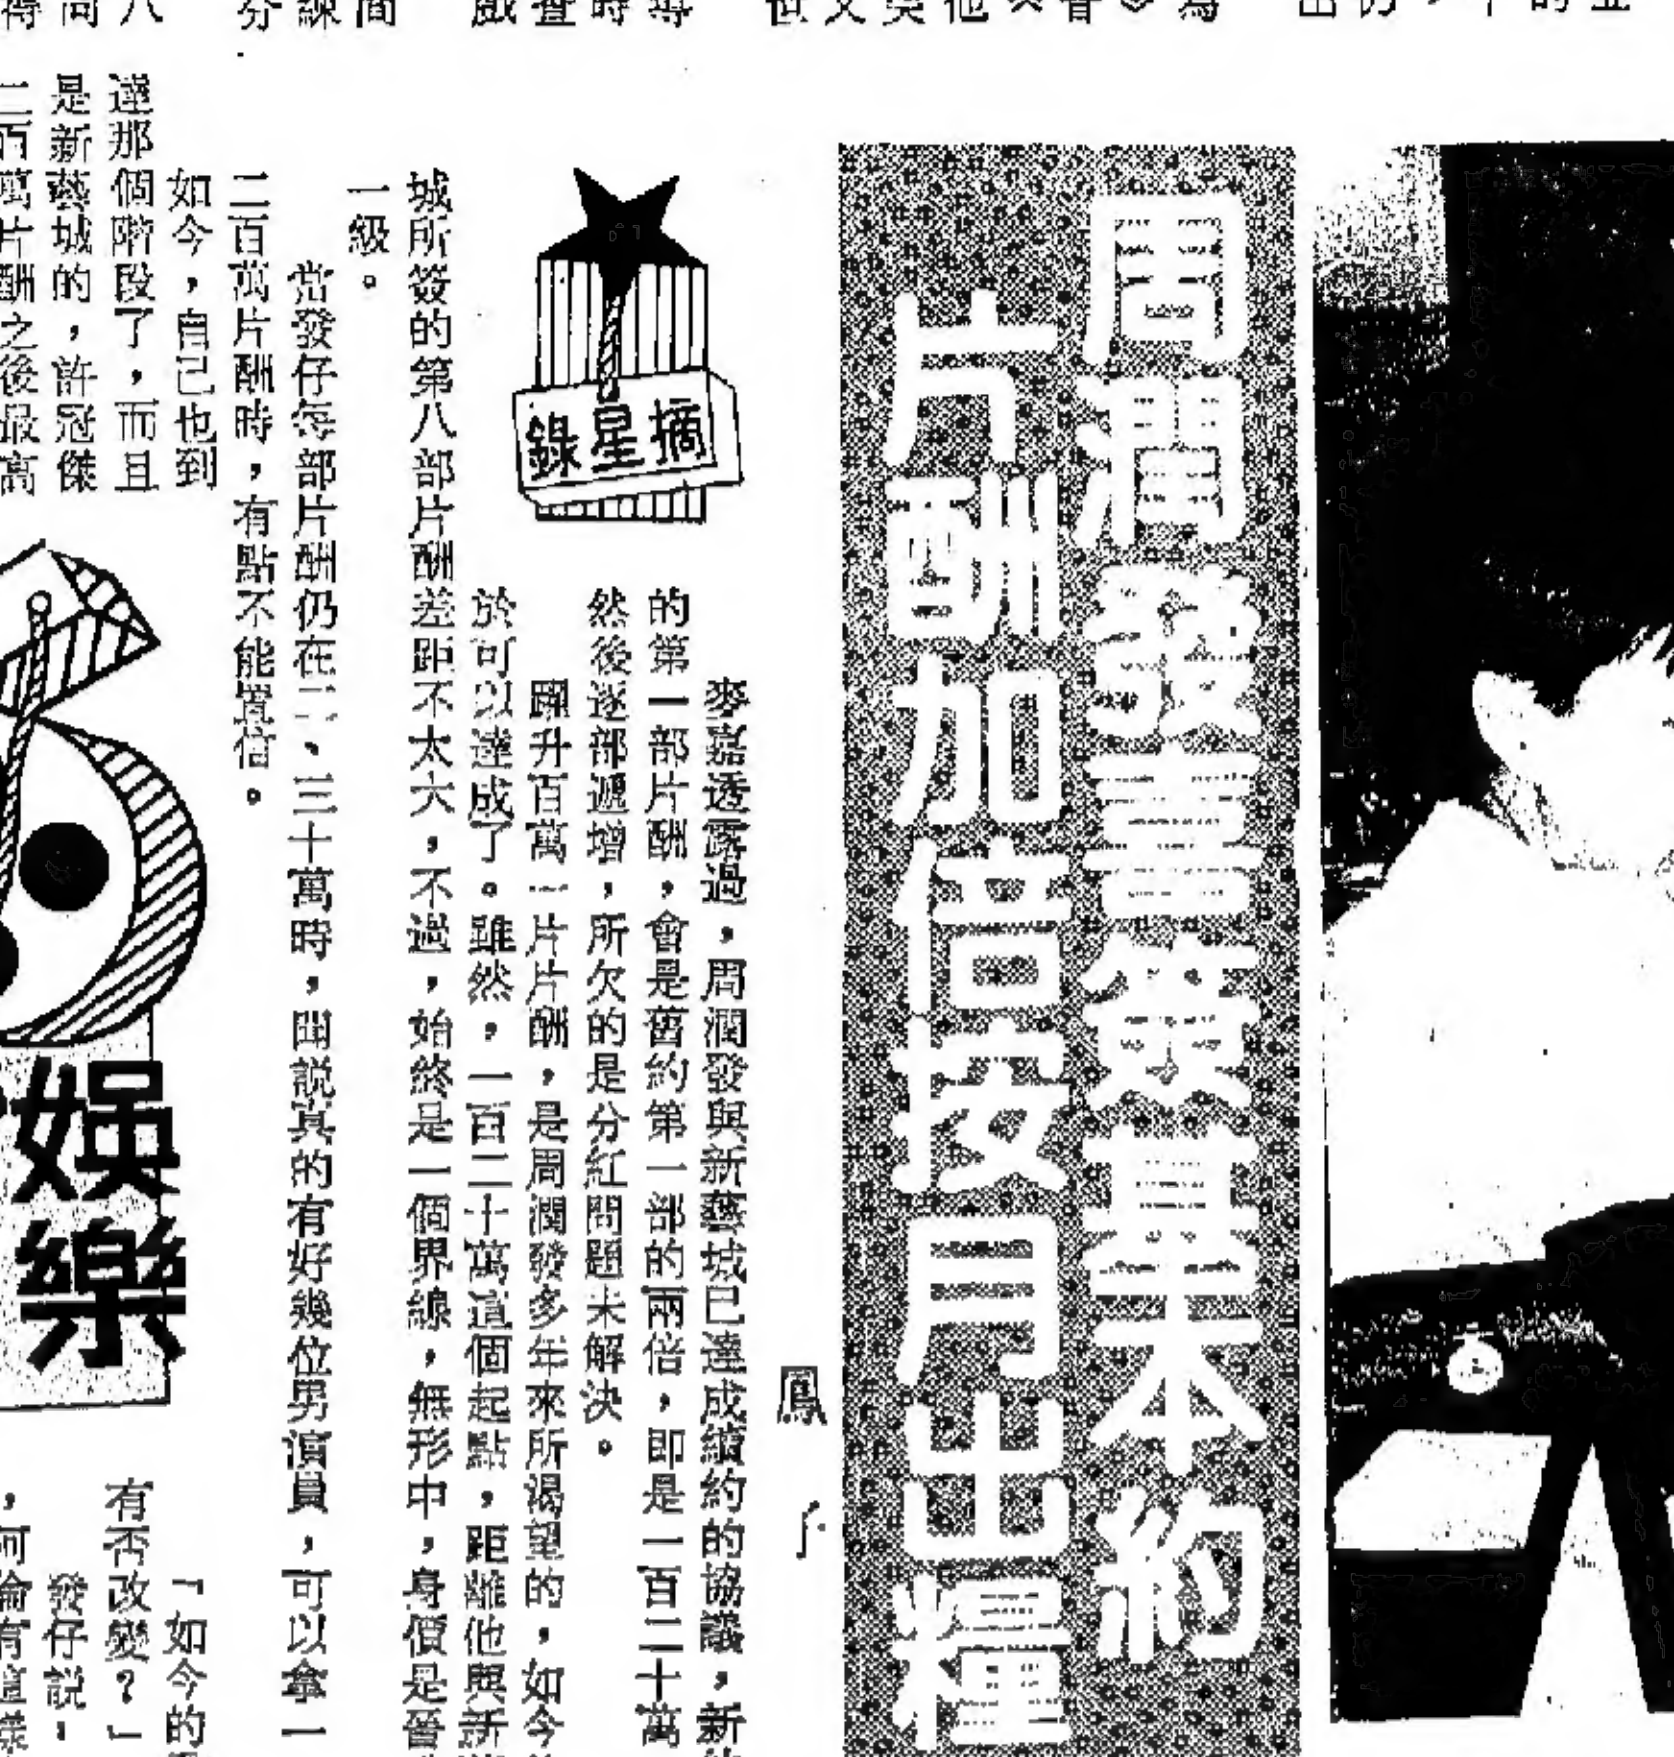 周潤發喜簽基本約
片酬加倍按月出糧
鳳
摘星錄
麥嘉透露過，周潤發與新藝城已達成續約的協議，新
的第一部片酬，會是舊約第一部的兩倍，即是一百二十萬
然後逐部遞增，所欠的是分紅問題未解決。
躍升百萬一片片酬，是周潤發多年來所渴望的，如今
於可以達成了。雖然，一百二十萬這個起點，距離他與新
城所簽的第八部片酬差距不太大，不過，始終是一個界線，無形中，身價是晉
一級。
當發仔每部片酬仍在二、三十萬時，聞説真的有好幾位男演員，可以拿一
二百萬片酬時，有點不能置信。
如今，自己也到
達那個階段了，而且
是新藝城的，許冠傑
二百萬片酬之後最高
娛樂
「如今的
有否改變？」
發仔説，